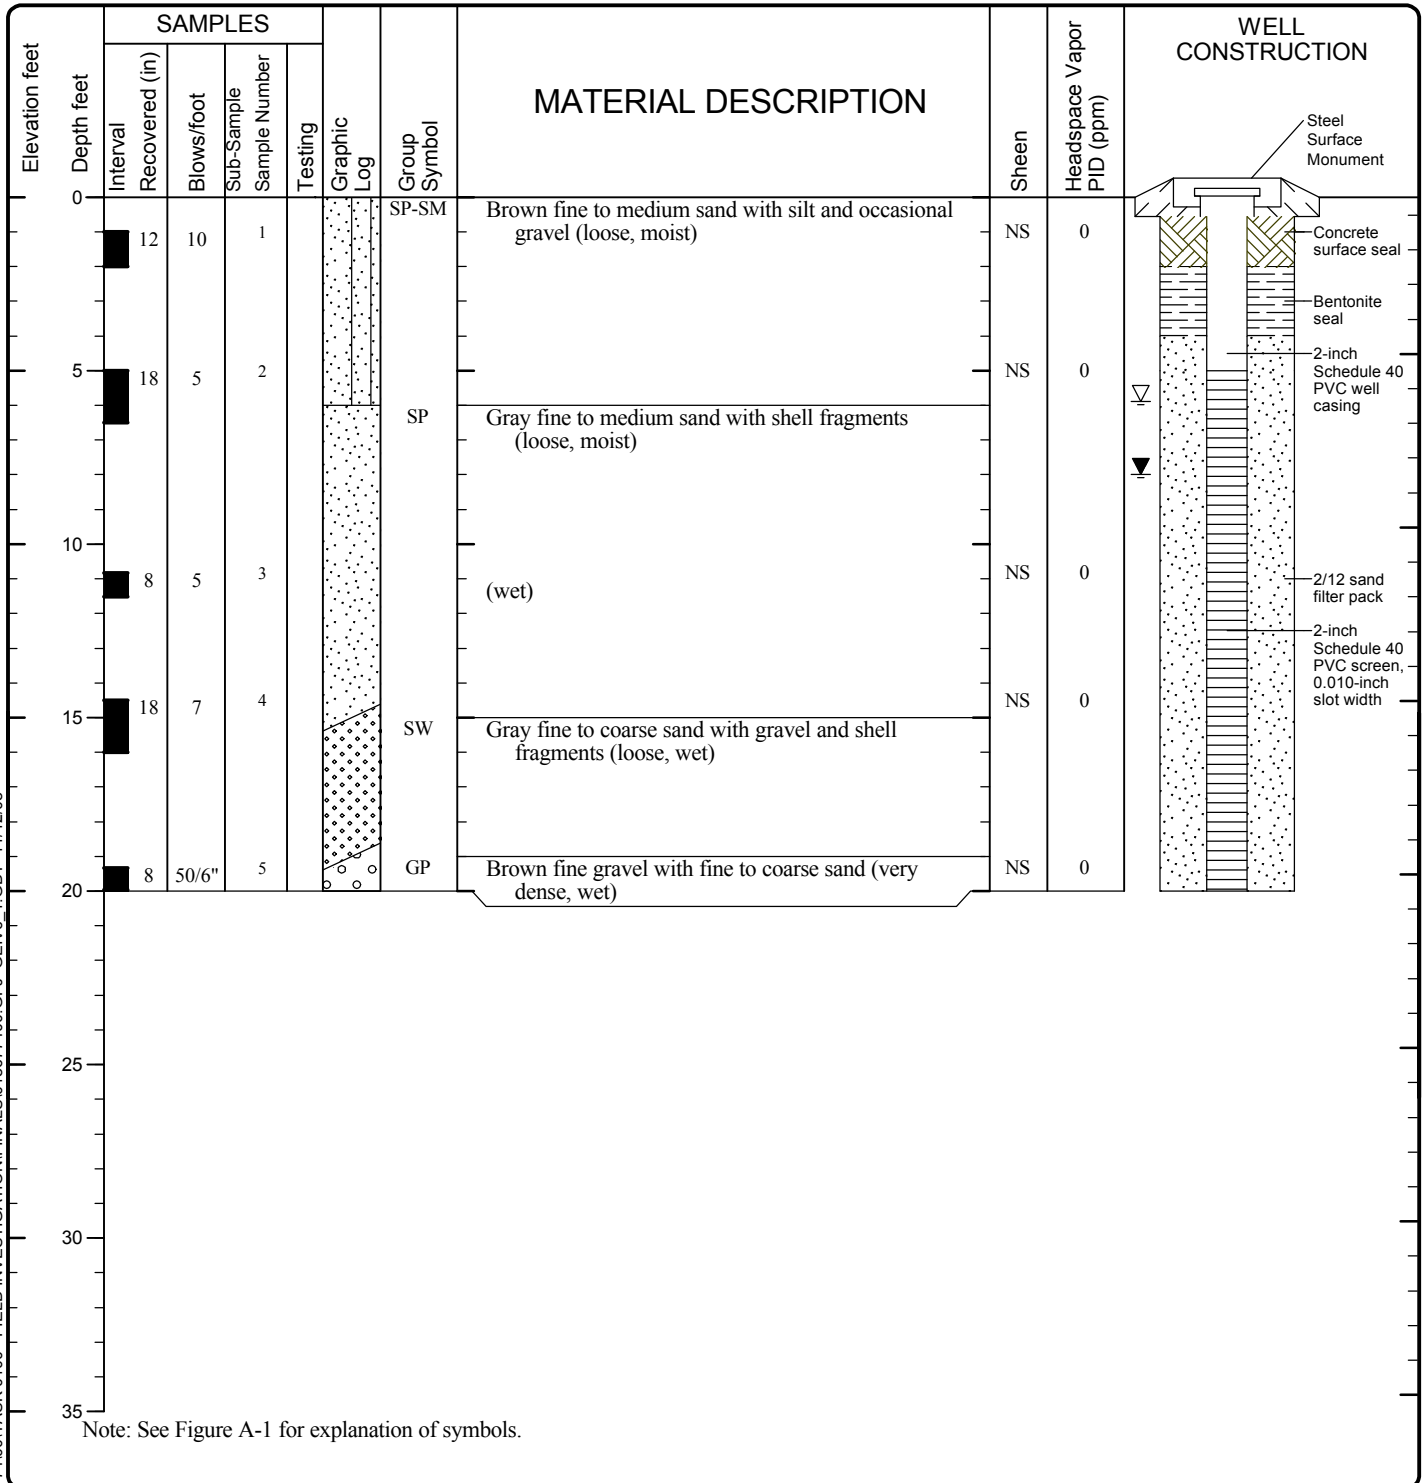 SAMPLES
Elevation feet
Depth feet
Interval
Recovered (in)
Blows/foot
Sub-Sample
Sample Number
Testing
Graphic
Log
Group
Symbol
MATERIAL DESCRIPTION
Sheen
Headspace Vapor
PID (ppm)
WELL
CONSTRUCTION
Steel
Surface
Monument
0
SP-SM
Brown fine to medium sand with silt and occasional
gravel (loose, moist)
12
10
1
NS
0
Concrete
surface seal
Bentonite
seal
2-inch
Schedule 40
PVC well
casing
5
18
5
2
NS
0
SP
Gray fine to medium sand with shell fragments
(loose, moist)
10
8
5
3
(wet)
NS
0
2/12 sand
filter pack
2-inch
Schedule 40
PVC screen,
0.010-inch
slot width
18
7
4
NS
0
15
SW
Gray fine to coarse sand with gravel and shell
fragments (loose, wet)
8
50/6"
5
GP
Brown fine gravel with fine to coarse sand (very
dense, wet)
NS
0
20
25
30
35
Note: See Figure A-1 for explanation of symbols.